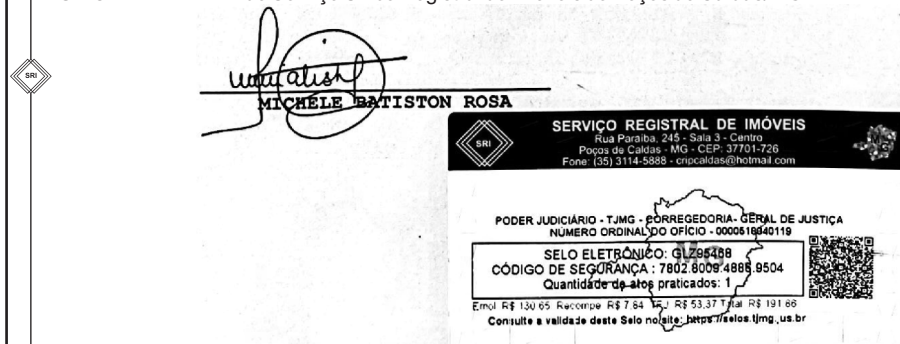 SRI
MICHELE BATISTON ROSA
SRI
SERVIÇO REGISTRAL DE IMÓVEIS
Rua Paraíba, 245 - Sala 3 - Centro
Poços de Caldas - MG - CEP: 37701-726
Fone: (35) 3114-5888 - cripcaldas@hotmail.com
PODER JUDICIÁRIO - TJMG - CORREGEDORIA- GERAL DE JUSTIÇA
NÚMERO ORDINAL DO OFÍCIO - 0000518040119
MG
SELO ELETRÔNICO: GLZ95468
CÓDIGO DE SEGURANÇA : 7802.8009.4886.9504
Quantidade de atos praticados: 1
Emol. R$ 130.65 Recompe R$ 7.84 TFJ R$ 53.37 Total R$ 191.86
Consulte a validade deste Selo no site: https://selos.tjmg.jus.br